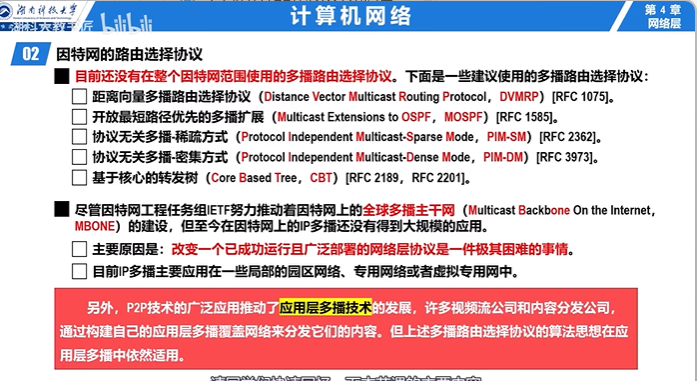 湖南科技大学
湖科大教书匠 bilibili
计算机网络
第 4 章
网络层
02 因特网的路由选择协议
目前还没有在整个因特网范围使用的多播路由选择协议。下面是一些建议使用的多播路由选择协议：
距离向量多播路由选择协议（Distance Vector Multicast Routing Protocol，DVMRP）[RFC 1075]。
开放最短路径优先的多播扩展（Multicast Extensions to OSPF，MOSPF）[RFC 1585]。
协议无关多播-稀疏方式（Protocol Independent Multicast-Sparse Mode，PIM-SM）[RFC 2362]。
协议无关多播-密集方式（Protocol Independent Multicast-Dense Mode，PIM-DM）[RFC 3973]。
基于核心的转发树（Core Based Tree，CBT）[RFC 2189，RFC 2201]。
尽管因特网工程任务组IETF努力推动着因特网上的全球多播主干网（Multicast Backbone On the Internet，
MBONE）的建设，但至今在因特网上的IP多播还没有得到大规模的应用。
主要原因是：改变一个已成功运行且广泛部署的网络层协议是一件极其困难的事情。
目前IP多播主要应用在一些局部的园区网络、专用网络或者虚拟专用网中。
另外，P2P技术的广泛应用推动了应用层多播技术的发展，许多视频流公司和内容分发公司，
通过构建自己的应用层多播覆盖网络来分发它们的内容。但上述多播路由选择协议的算法思想在应
用层多播中依然适用。